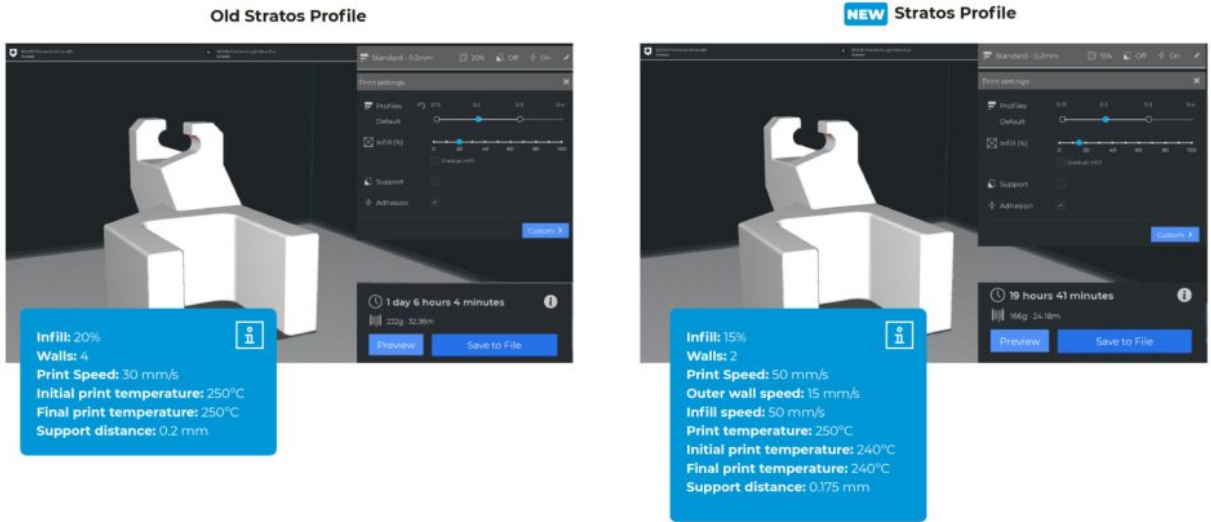 Old Stratos Profile
Standard - 0.2mm 20% Off On
Print settings
Profiles 0.15 0.2 0.3 0.4
Default
Infill (%)
0 20 40 60 80 100
Gradual infill
Support
Adhesion
Custom
1 day 6 hours 4 minutes
222g · 32.36m
Preview Save to File
Infill: 20%
Walls: 4
Print Speed: 30 mm/s
Initial print temperature: 250ºC
Final print temperature: 250ºC
Support distance: 0.2 mm
NEW Stratos Profile
Standard - 0.2mm 15% Off On
Print settings
Profiles 0.15 0.2 0.3 0.4
Default
Infill (%)
0 20 40 60 80 100
Gradual infill
Support
Adhesion
Custom
19 hours 41 minutes
166g · 24.18m
Preview Save to File
Infill: 15%
Walls: 2
Print Speed: 50 mm/s
Outer wall speed: 15 mm/s
Infill speed: 50 mm/s
Print temperature: 250ºC
Initial print temperature: 240ºC
Final print temperature: 240ºC
Support distance: 0.175 mm